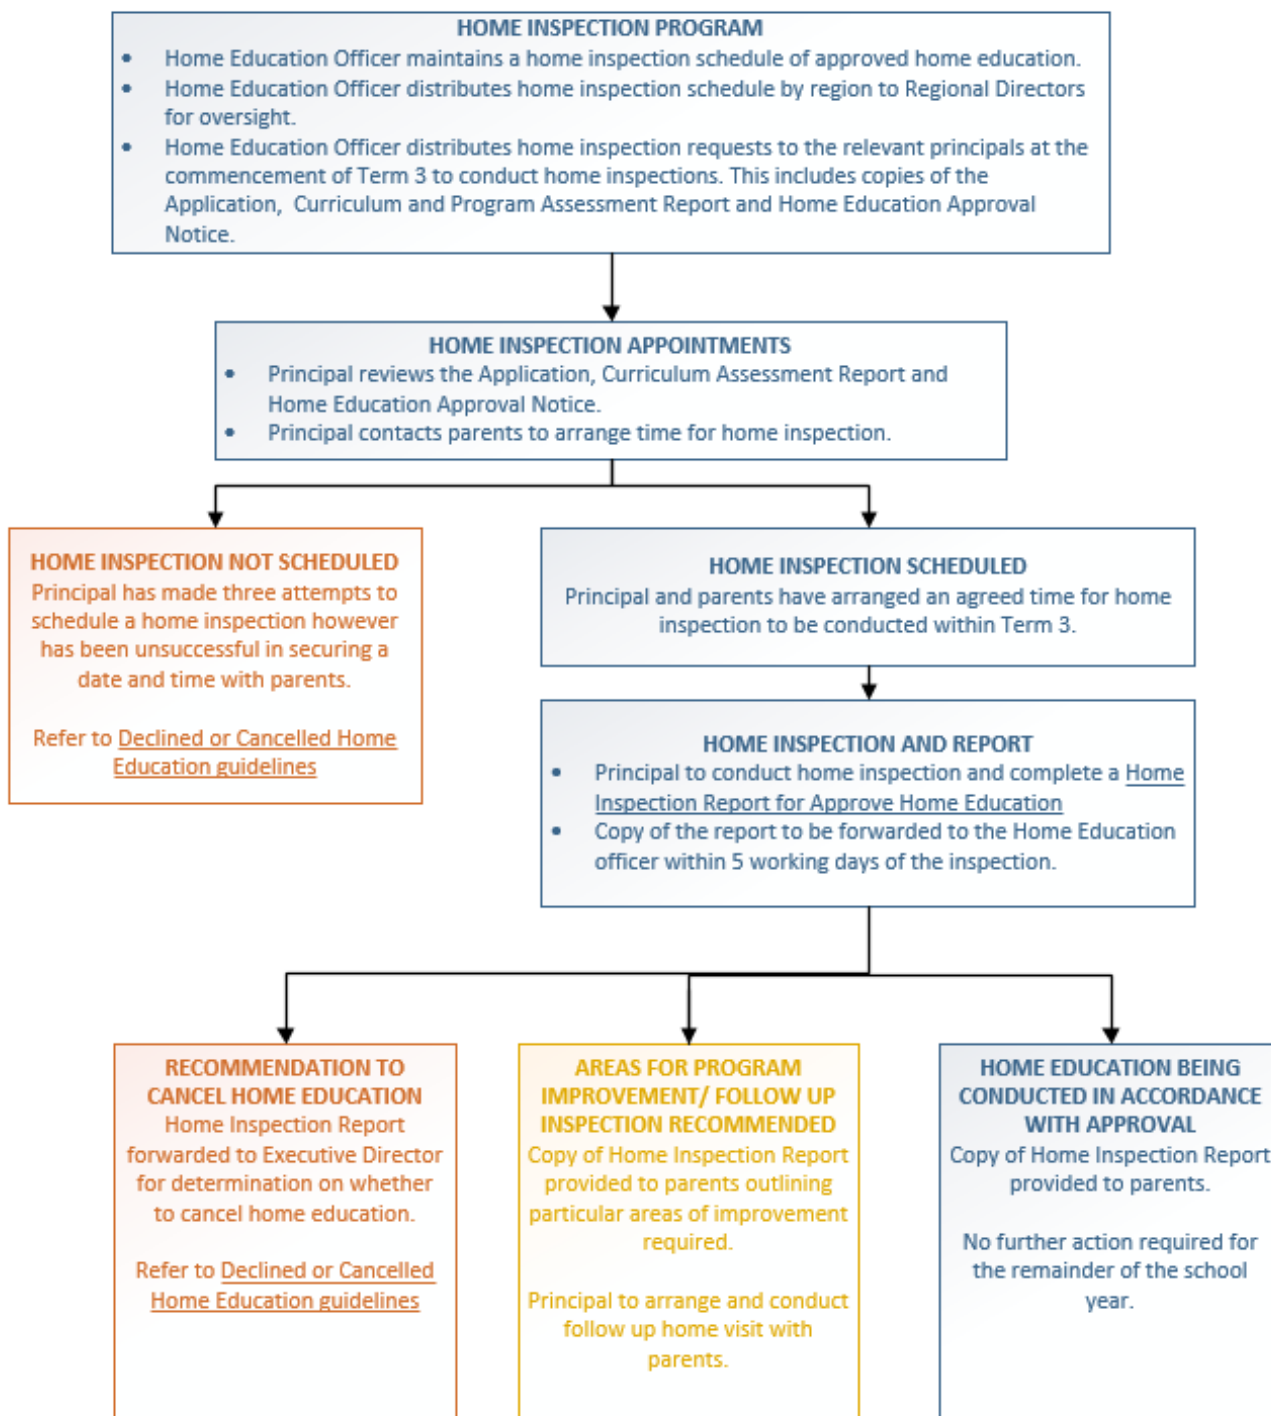 HOME INSPECTION PROGRAM
• Home Education Officer maintains a home inspection schedule of approved home education.
• Home Education Officer distributes home inspection schedule by region to Regional Directors
for oversight.
• Home Education Officer distributes home inspection requests to the relevant principals at the
commencement of Term 3 to conduct home inspections. This includes copies of the
Application, Curriculum and Program Assessment Report and Home Education Approval
Notice.
HOME INSPECTION APPOINTMENTS
• Principal reviews the Application, Curriculum Assessment Report and
Home Education Approval Notice.
• Principal contacts parents to arrange time for home inspection.
HOME INSPECTION NOT SCHEDULED
Principal has made three attempts to
schedule a home inspection however
has been unsuccessful in securing a
date and time with parents.
Refer to Declined or Cancelled Home
Education guidelines
HOME INSPECTION SCHEDULED
Principal and parents have arranged an agreed time for home
inspection to be conducted within Term 3.
HOME INSPECTION AND REPORT
• Principal to conduct home inspection and complete a Home
Inspection Report for Approve Home Education
• Copy of the report to be forwarded to the Home Education
officer within 5 working days of the inspection.
RECOMMENDATION TO
CANCEL HOME EDUCATION
Home Inspection Report
forwarded to Executive Director
for determination on whether
to cancel home education.
Refer to Declined or Cancelled
Home Education guidelines
AREAS FOR PROGRAM
IMPROVEMENT/ FOLLOW UP
INSPECTION RECOMMENDED
Copy of Home Inspection Report
provided to parents outlining
particular areas of improvement
required.
Principal to arrange and conduct
follow up home visit with
parents.
HOME EDUCATION BEING
CONDUCTED IN ACCORDANCE
WITH APPROVAL
Copy of Home Inspection Report
provided to parents.
No further action required for
the remainder of the school
year.